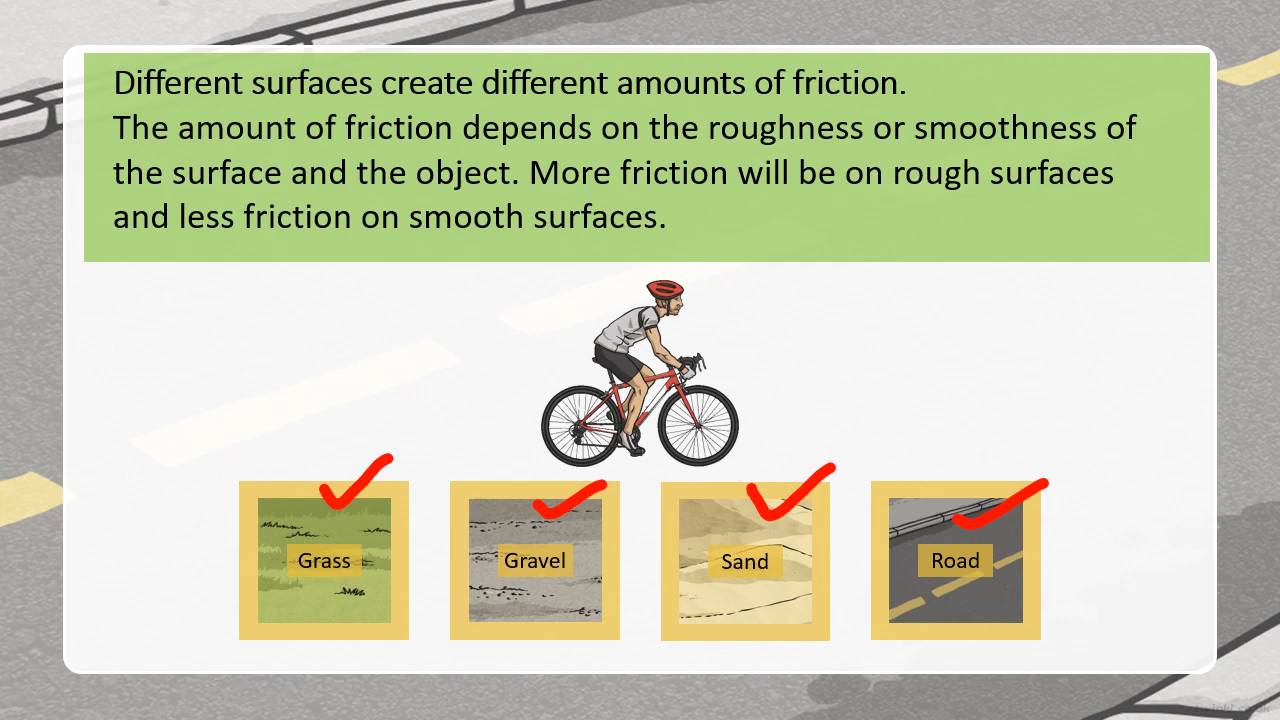 Different surfaces create different amounts of friction.
The amount of friction depends on the roughness or smoothness of
the surface and the object. More friction will be on rough surfaces
and less friction on smooth surfaces.
Grass
Gravel
Sand
Road